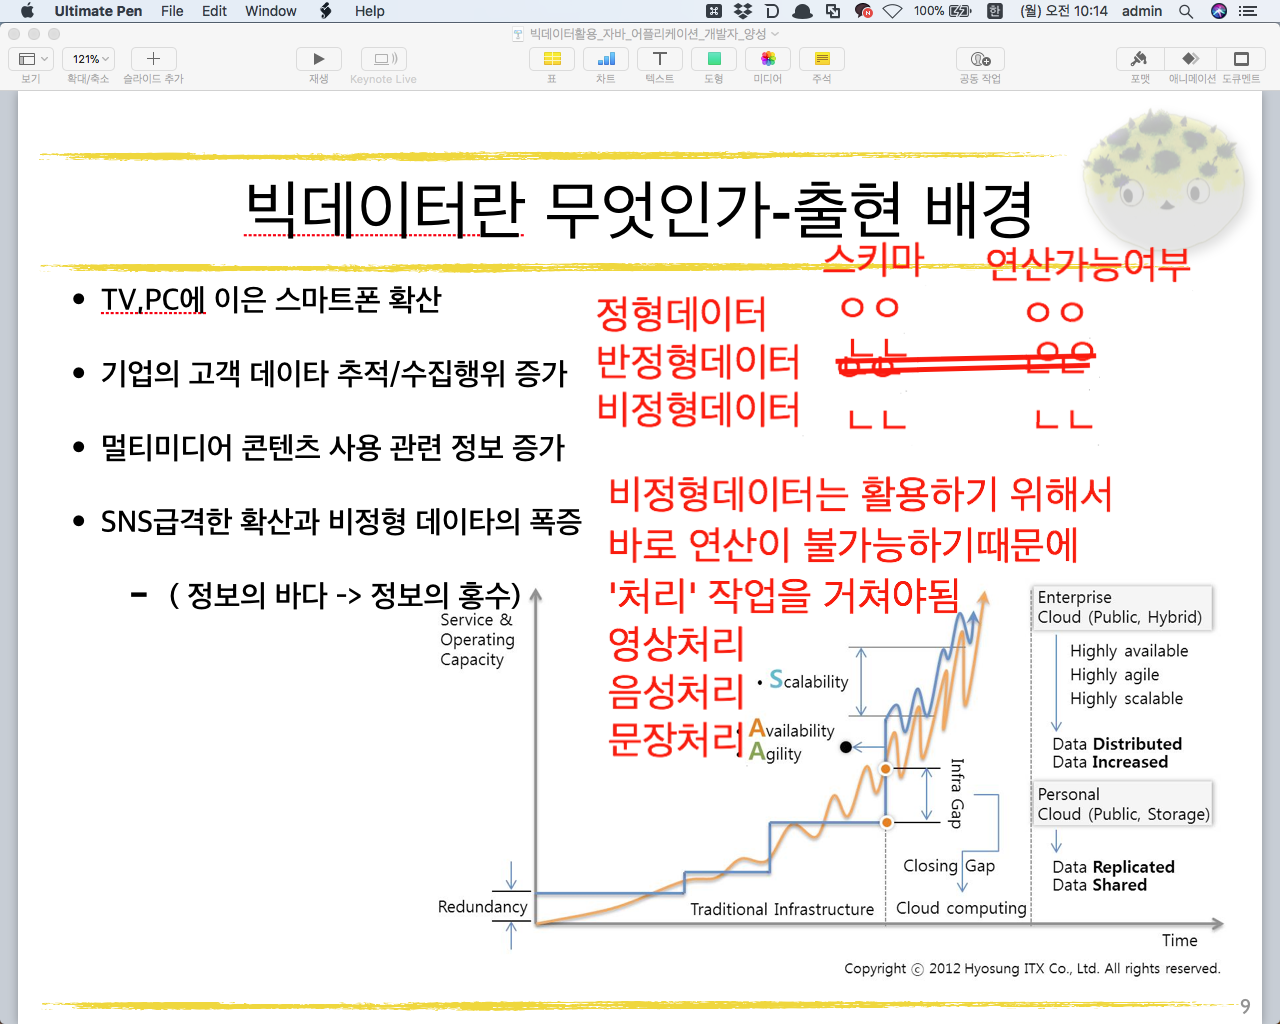 Ultimate Pen File Edit Window Help 100% 한 (월) 오전 10:14 admin
빅데이터활용_자바_어플리케이션_개발자_양성
121%
보기 확대/축소 슬라이드 추가 재생 Keynote Live 표 차트 텍스트 도형 미디어 주석 공동 작업 포맷 애니메이션 도큐멘트
빅데이터란 무엇인가-출현 배경
스키마 연산가능여부
• TV,PC에 이은 스마트폰 확산
정형데이터 ㅇㅇ ㅇㅇ
• 기업의 고객 데이타 추적/수집행위 증가
반정형데이터 ㄴㄴ ㅇㅇ
비정형데이터 ㄴㄴ ㄴㄴ
• 멀티미디어 콘텐츠 사용 관련 정보 증가
• SNS급격한 확산과 비정형 데이타의 폭증
– ( 정보의 바다 -> 정보의 홍수)
비정형데이터는 활용하기 위해서
바로 연산이 불가능하기때문에
'처리' 작업을 거쳐야됨
영상처리
음성처리
문장처리
Service &
Operating
Capacity
• Scalability
Availability
• Agility
Infra Gap
Closing Gap
Redundancy
Traditional Infrastructure
Cloud computing
Time
Enterprise
Cloud (Public, Hybrid)
Highly available
Highly agile
Highly scalable
Data Distributed
Data Increased
Personal
Cloud (Public, Storage)
Data Replicated
Data Shared
Copyright ⓒ 2012 Hyosung ITX Co., Ltd. All rights reserved.
9